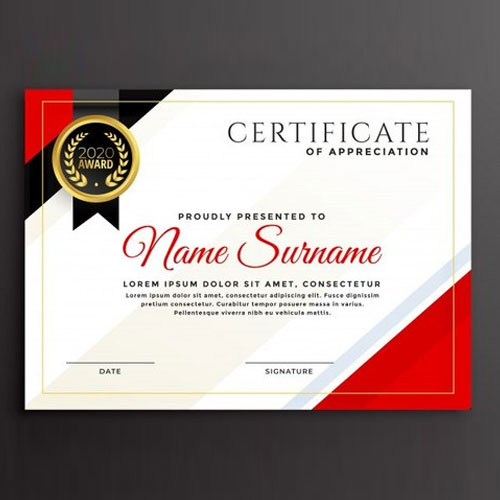 2020
AWARD
CERTIFICATE
OF APPRECIATION
PROUDLY PRESENTED TO
Name Surname
LOREM IPSUM DOLOR SIT AMET, CONSECTETUR
Lorem ipsum dolor sit amet, consectetur adipiscing elit. Fusce dignissim
pretium consectetur. Curabitur tempor posuere massa in varius.
Pellentesque viverra nibh eu vehicula mattis.
DATE
SIGNATURE